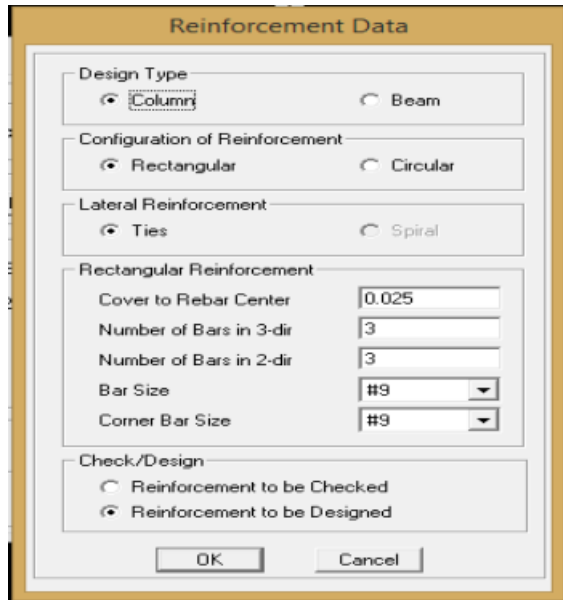 Reinforcement Data
Design Type
Column Beam
Configuration of Reinforcement
Rectangular Circular
Lateral Reinforcement
Ties Spiral
Rectangular Reinforcement
Cover to Rebar Center 0.025
Number of Bars in 3-dir 3
Number of Bars in 2-dir 3
Bar Size #9
Corner Bar Size #9
Check/Design
Reinforcement to be Checked
Reinforcement to be Designed
OK Cancel